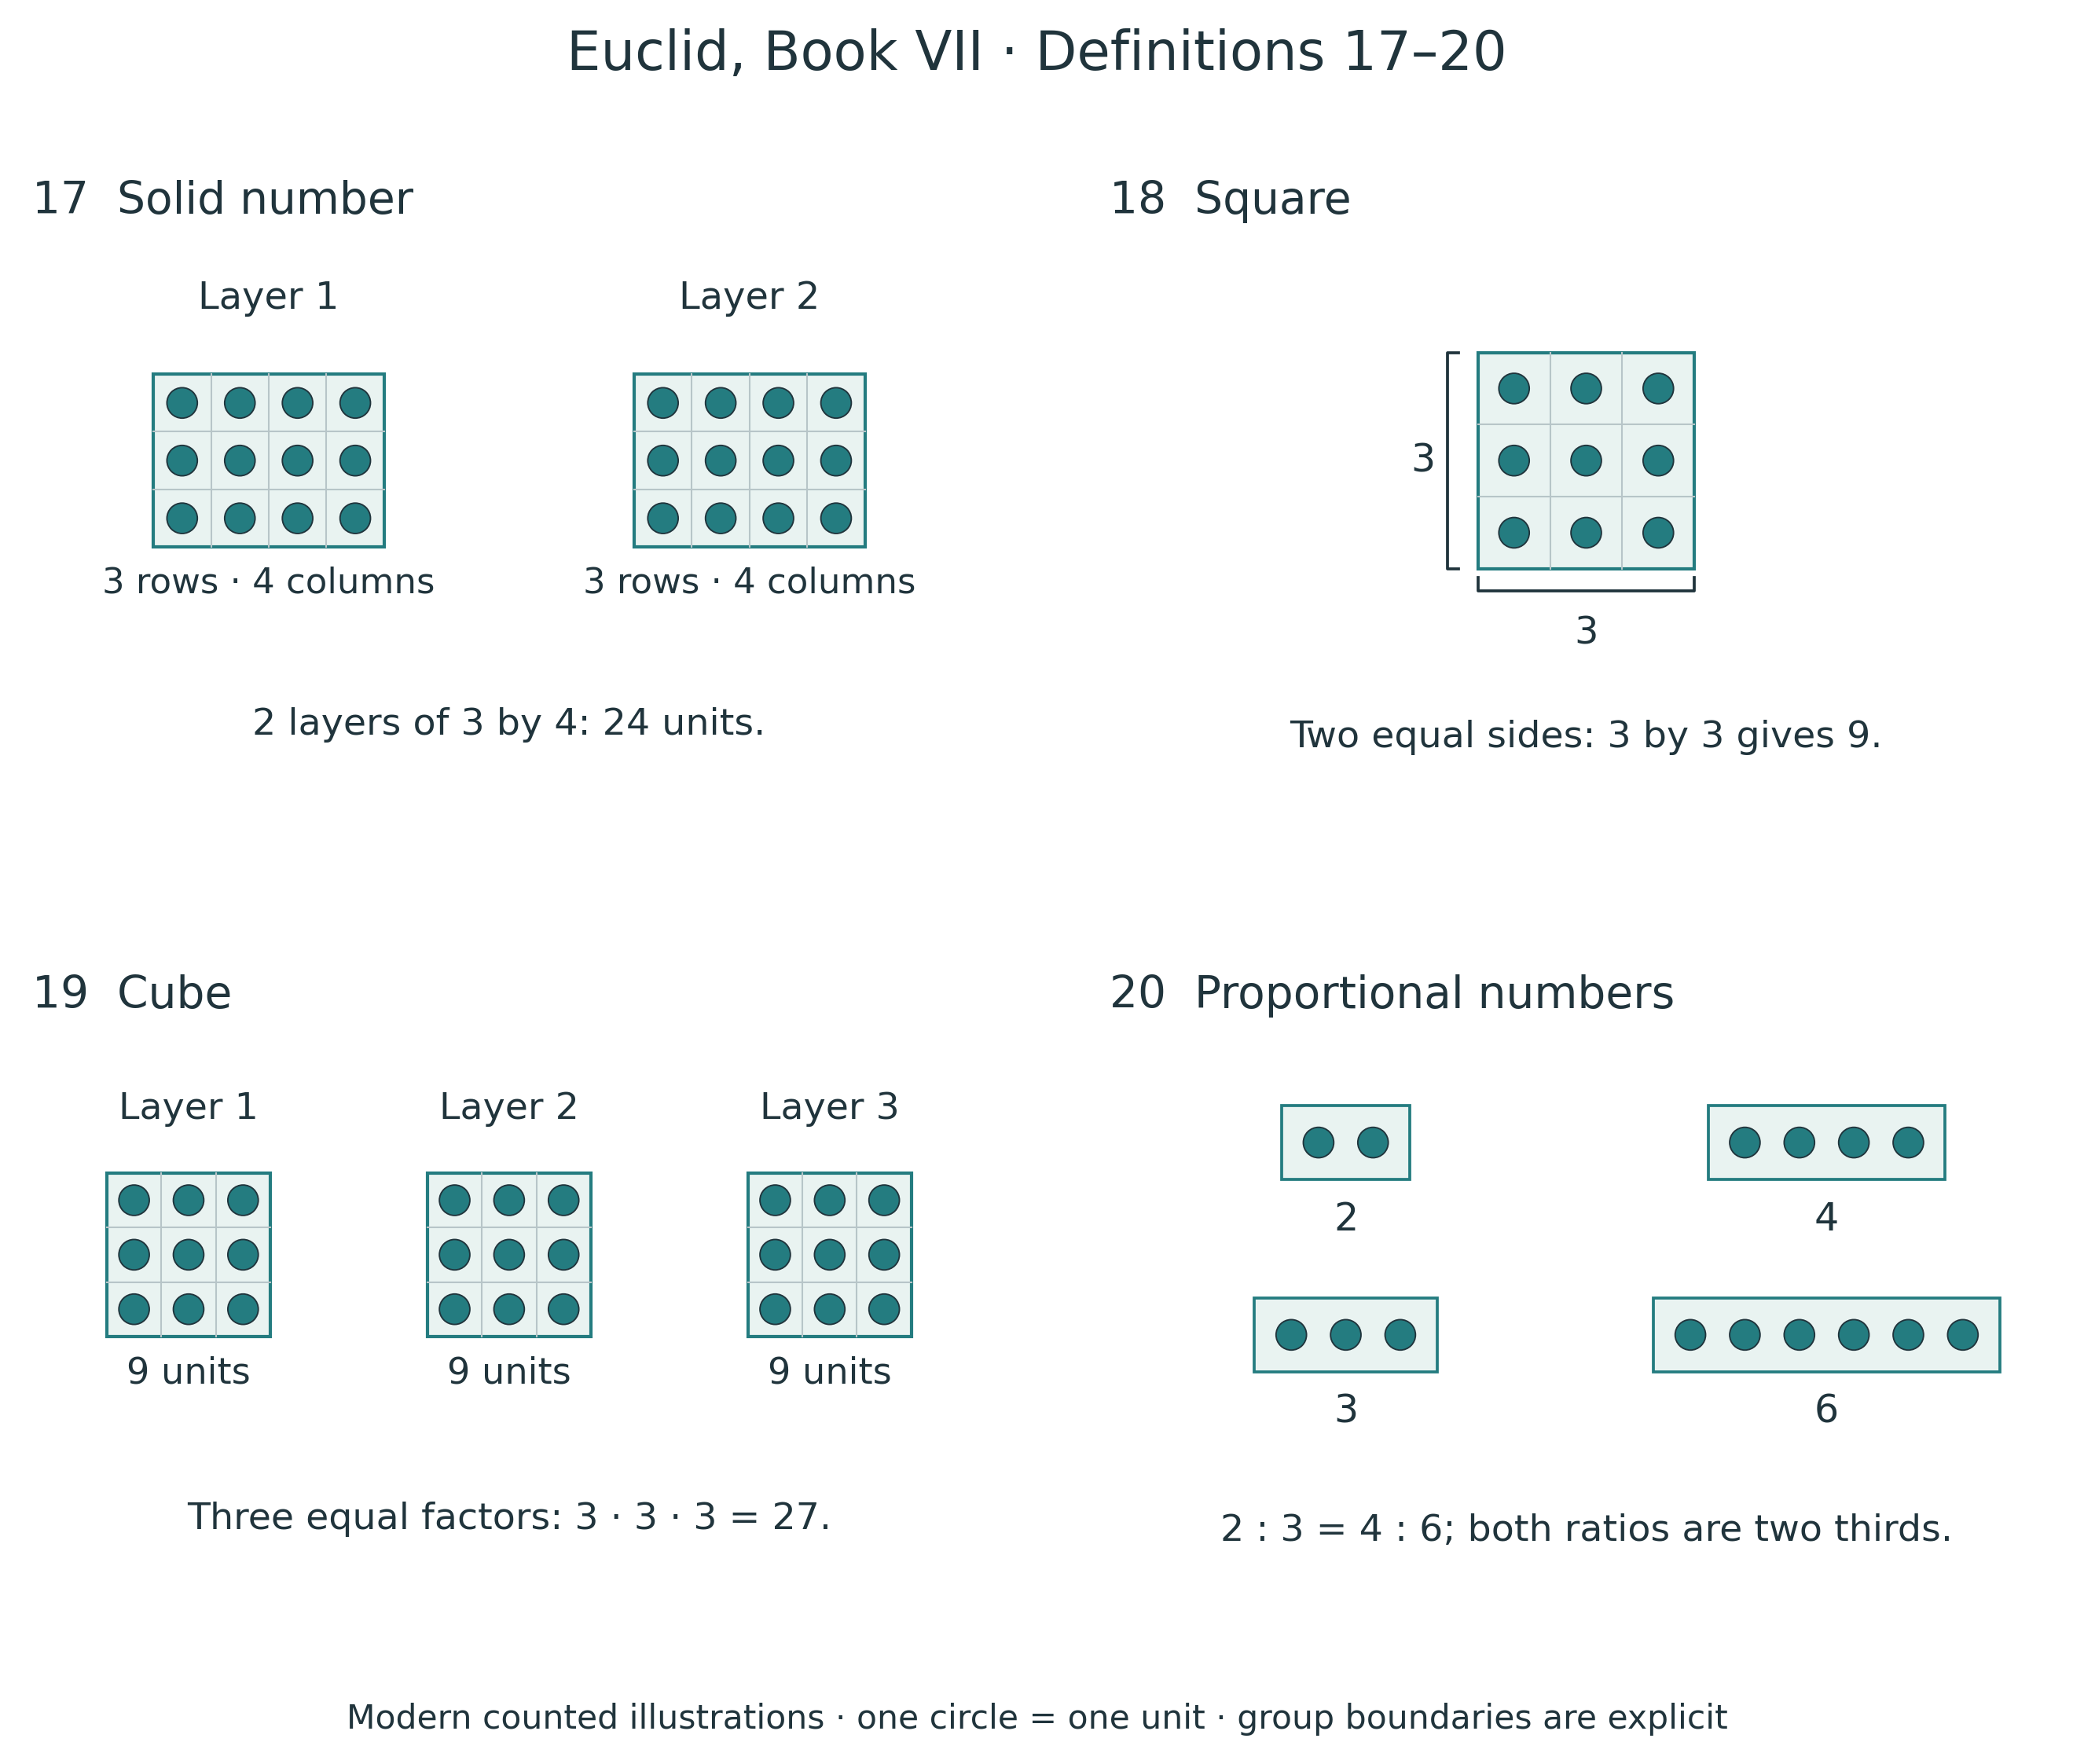 Euclid, Book VII · Definitions 17–20
17 Solid number
Layer 1
Layer 2
3 rows · 4 columns
3 rows · 4 columns
2 layers of 3 by 4: 24 units.
18 Square
3
3
Two equal sides: 3 by 3 gives 9.
19 Cube
Layer 1
Layer 2
Layer 3
9 units
9 units
9 units
Three equal factors: 3 · 3 · 3 = 27.
20 Proportional numbers
2
4
3
6
2 : 3 = 4 : 6; both ratios are two thirds.
Modern counted illustrations · one circle = one unit · group boundaries are explicit